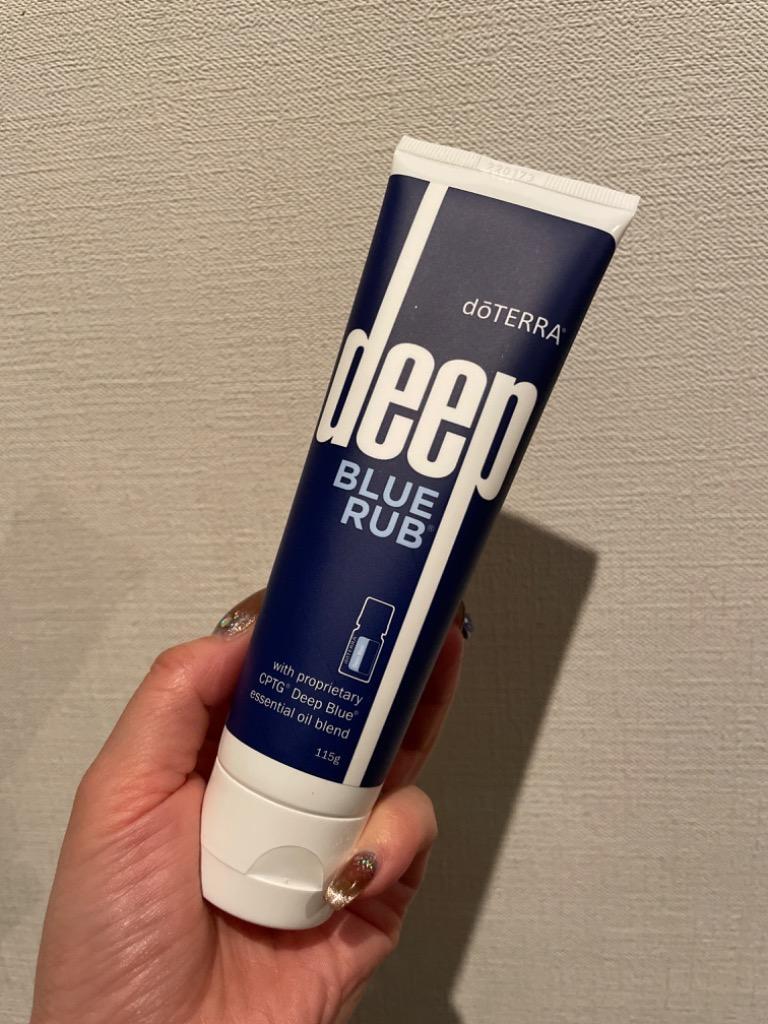 dōTERRA®
deep
BLUE
RUB®
with proprietary
CPTG® Deep Blue®
essential oil blend
115g